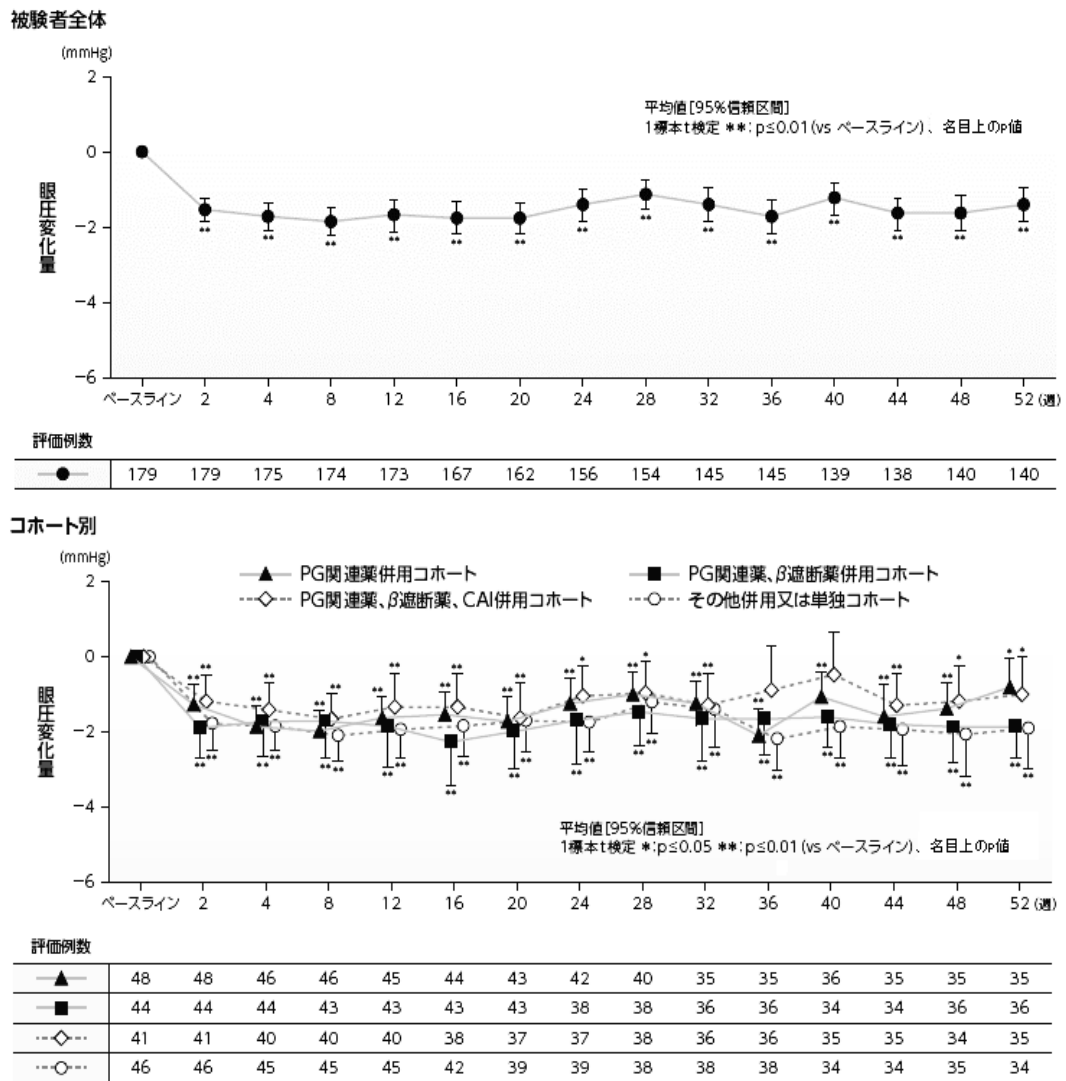 被験者全体
(mmHg)
2
平均値[95%信頼区間]
1標本t検定 **:p≤0.01(vs ベースライン)、名目上のp値
0
眼圧変化量
−2
** ** ** ** ** ** ** ** ** ** ** ** ** **
−4
−6
ベースライン 2 4 8 12 16 20 24 28 32 36 40 44 48 52(週)
評価例数
179 179 175 174 173 167 162 156 154 145 145 139 138 140 140
コホート別
(mmHg)
PG関連薬併用コホート PG関連薬、β遮断薬併用コホート
PG関連薬、β遮断薬、CAI併用コホート その他併用又は単独コホート
2
0
眼圧変化量
−2
−4
平均値[95%信頼区間]
1標本t検定 *:p≤0.05 **:p≤0.01(vs ベースライン)、名目上のp値
−6
ベースライン 2 4 8 12 16 20 24 28 32 36 40 44 48 52(週)
評価例数
48 48 46 46 45 44 43 42 40 35 35 36 35 35 35
44 44 44 43 43 43 43 38 38 36 36 34 34 36 36
41 41 40 40 40 38 37 37 38 36 36 35 35 34 35
46 46 45 45 45 42 39 39 38 38 38 34 34 35 34